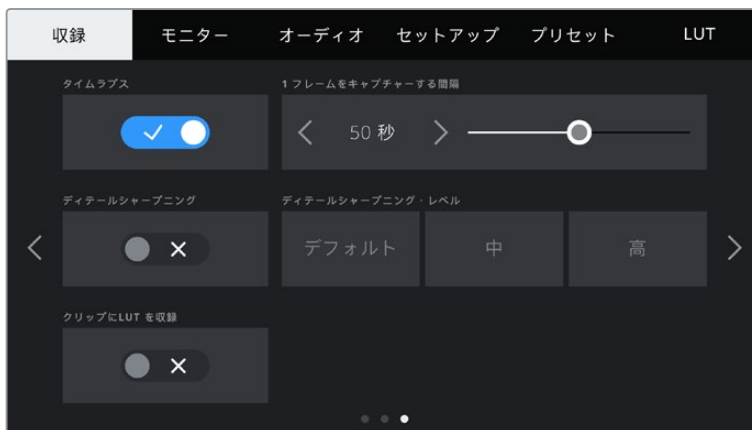 収録 モニター オーディオ セットアップ プリセット LUT
タイムラプス 1 フレームをキャプチャーする間隔
50 秒
ディテールシャープニング ディテールシャープニング・レベル
デフォルト 中 高
クリップにLUT を収録